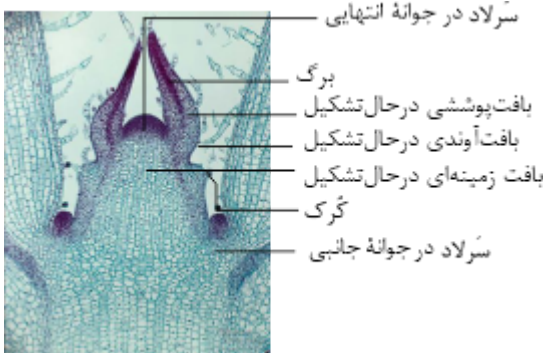 سَرلاد در جوانهٔ انتهایی
برگ
بافت‌پوششی درحال‌تشکیل
بافت‌آوندی درحال‌تشکیل
بافت زمینه‌ای درحال‌تشکیل
کُرک
سَرلاد در جوانهٔ جانبی